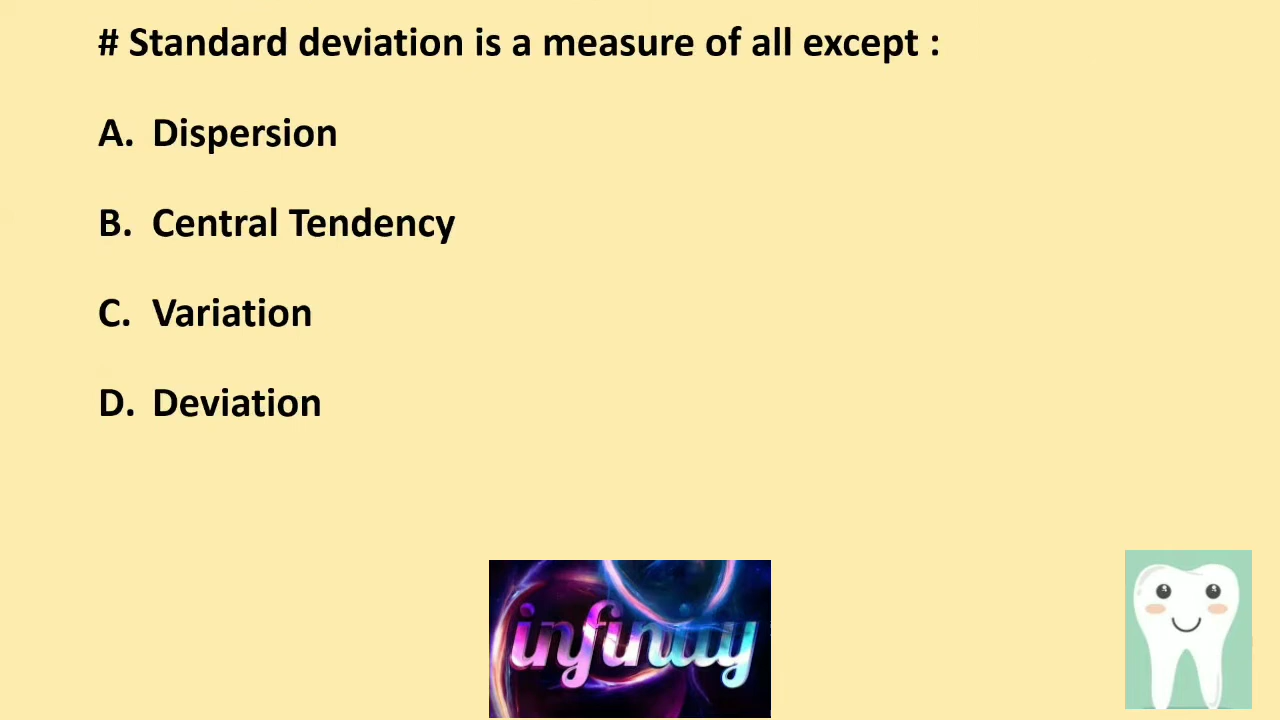 # Standard deviation is a measure of all except :
A. Dispersion
B. Central Tendency
C. Variation
D. Deviation
infinity